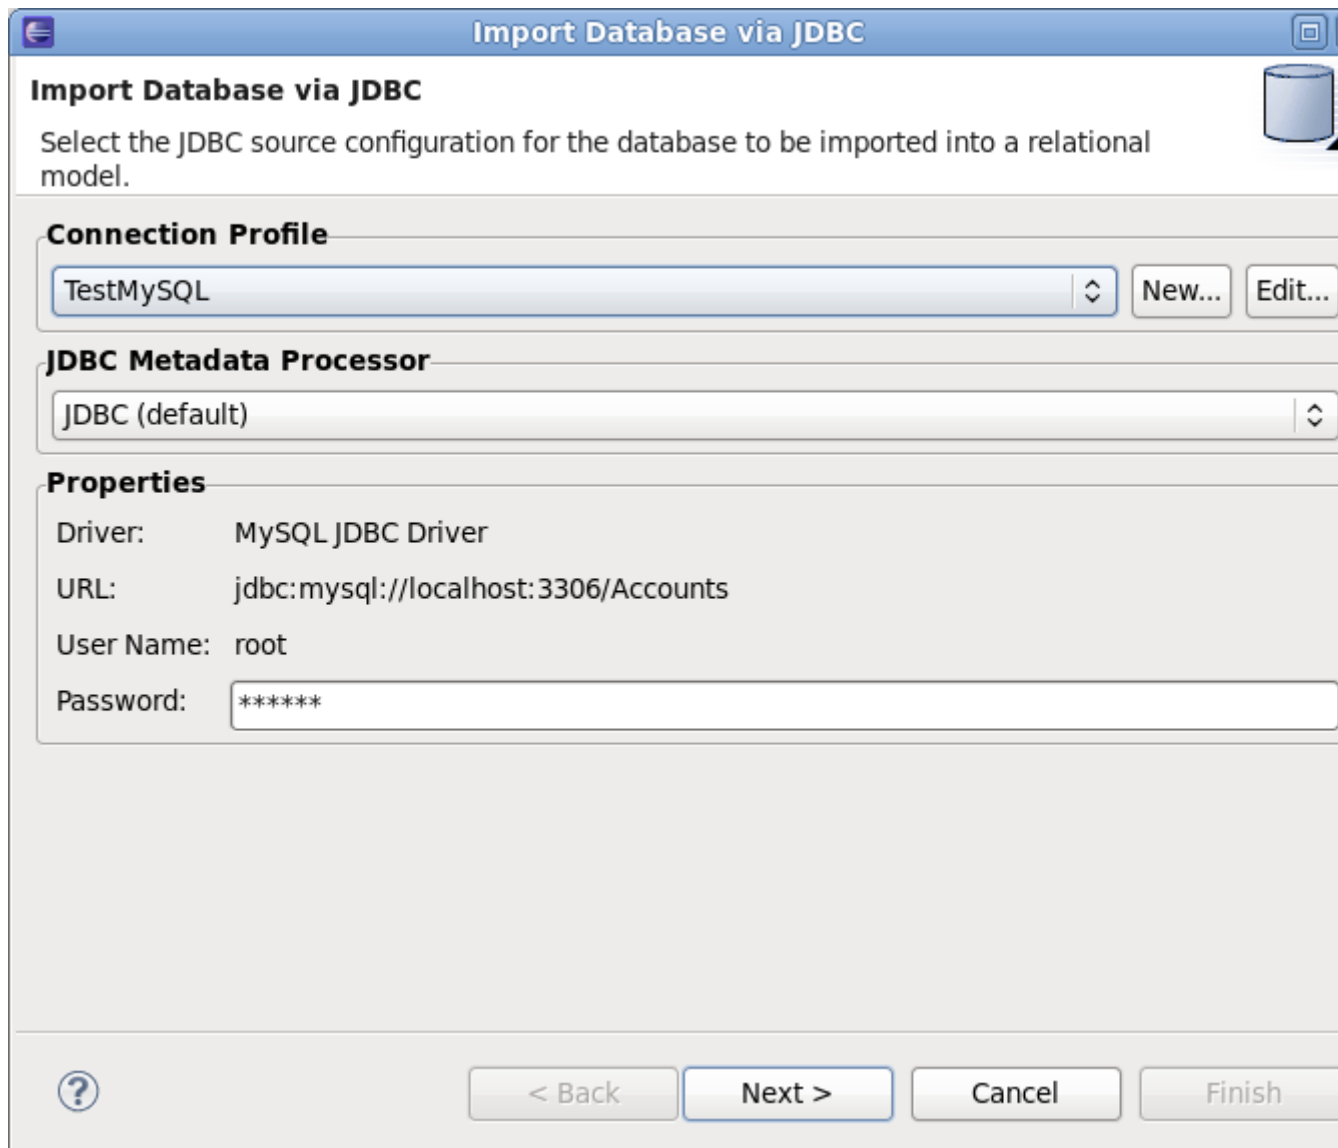 Import Database via JDBC
Import Database via JDBC
Select the JDBC source configuration for the database to be imported into a relational
model.
Connection Profile
TestMySQL
New...
Edit...
JDBC Metadata Processor
JDBC (default)
Properties
Driver: MySQL JDBC Driver
URL: jdbc:mysql://localhost:3306/Accounts
User Name: root
Password: ******
?
< Back
Next >
Cancel
Finish